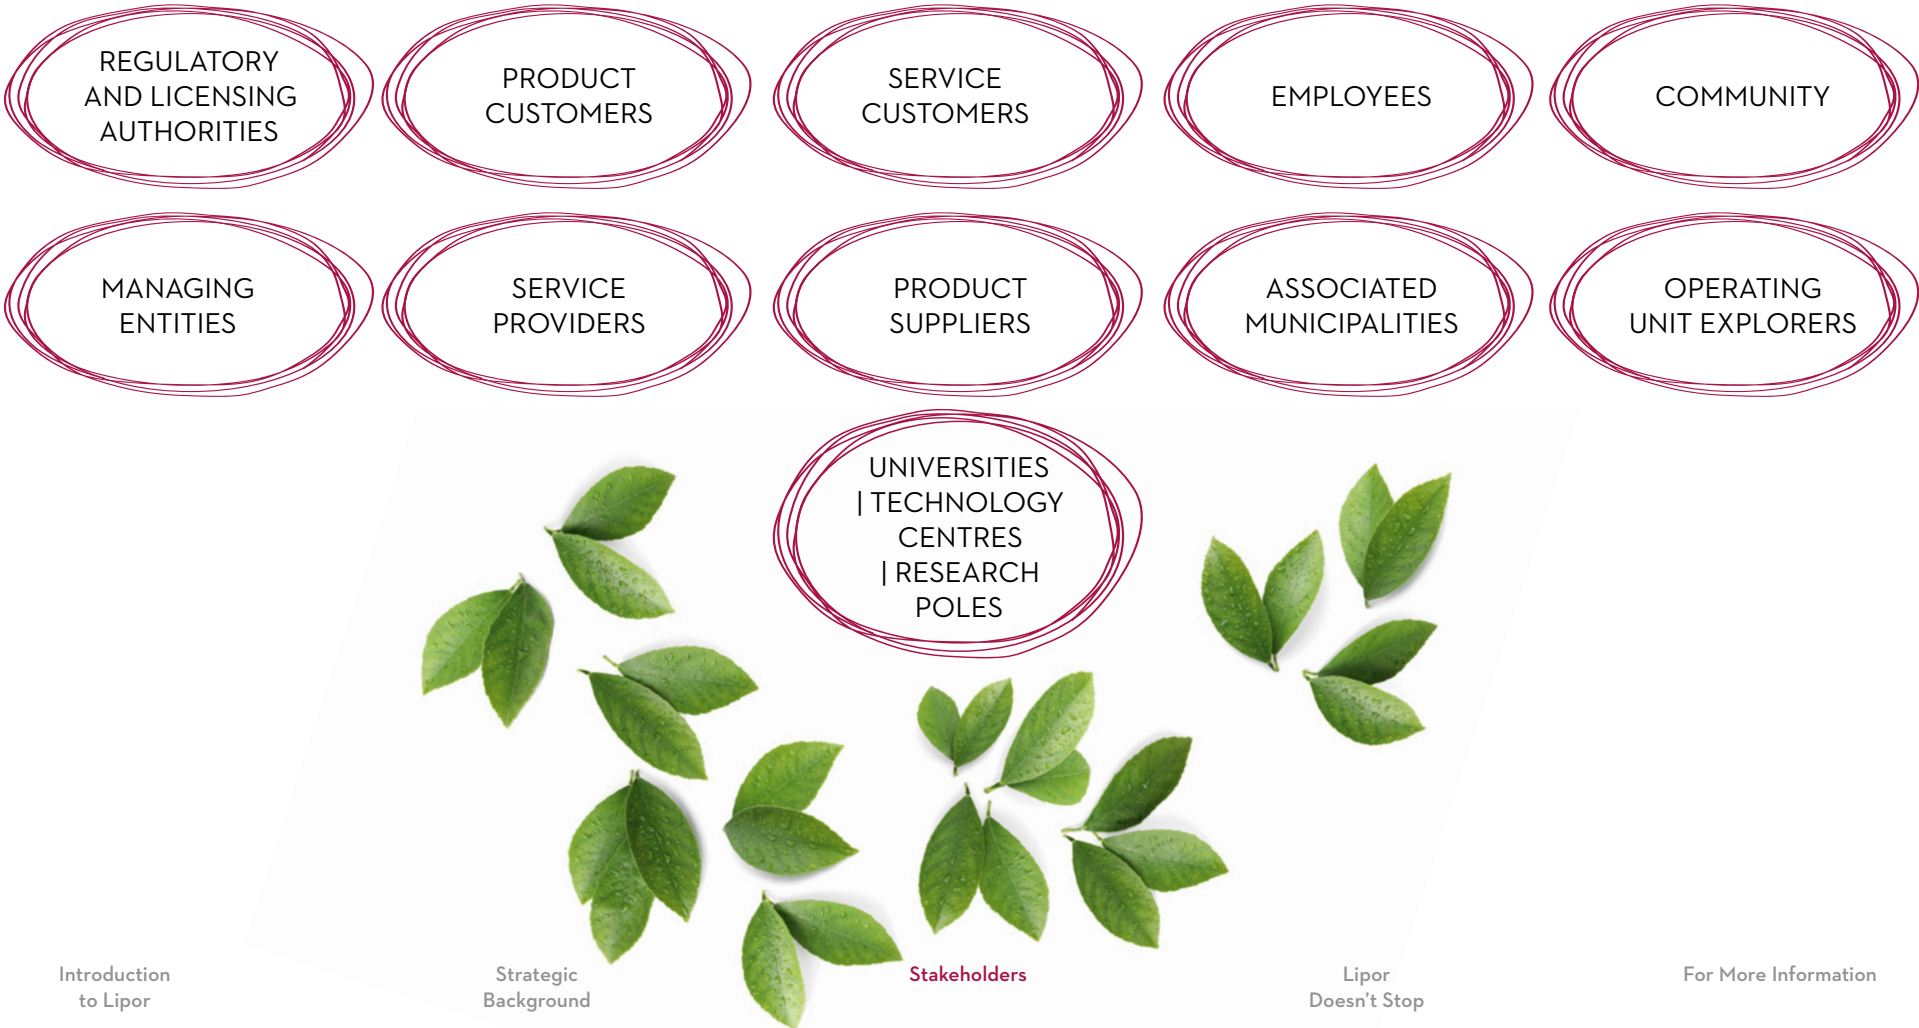 REGULATORY
AND LICENSING
AUTHORITIES
PRODUCT
CUSTOMERS
SERVICE
CUSTOMERS
EMPLOYEES
COMMUNITY
MANAGING
ENTITIES
SERVICE
PROVIDERS
PRODUCT
SUPPLIERS
ASSOCIATED
MUNICIPALITIES
OPERATING
UNIT EXPLORERS
UNIVERSITIES
| TECHNOLOGY
CENTRES
| RESEARCH
POLES
Introduction
to Lipor
Strategic
Background
Stakeholders
Lipor
Doesn't Stop
For More Information